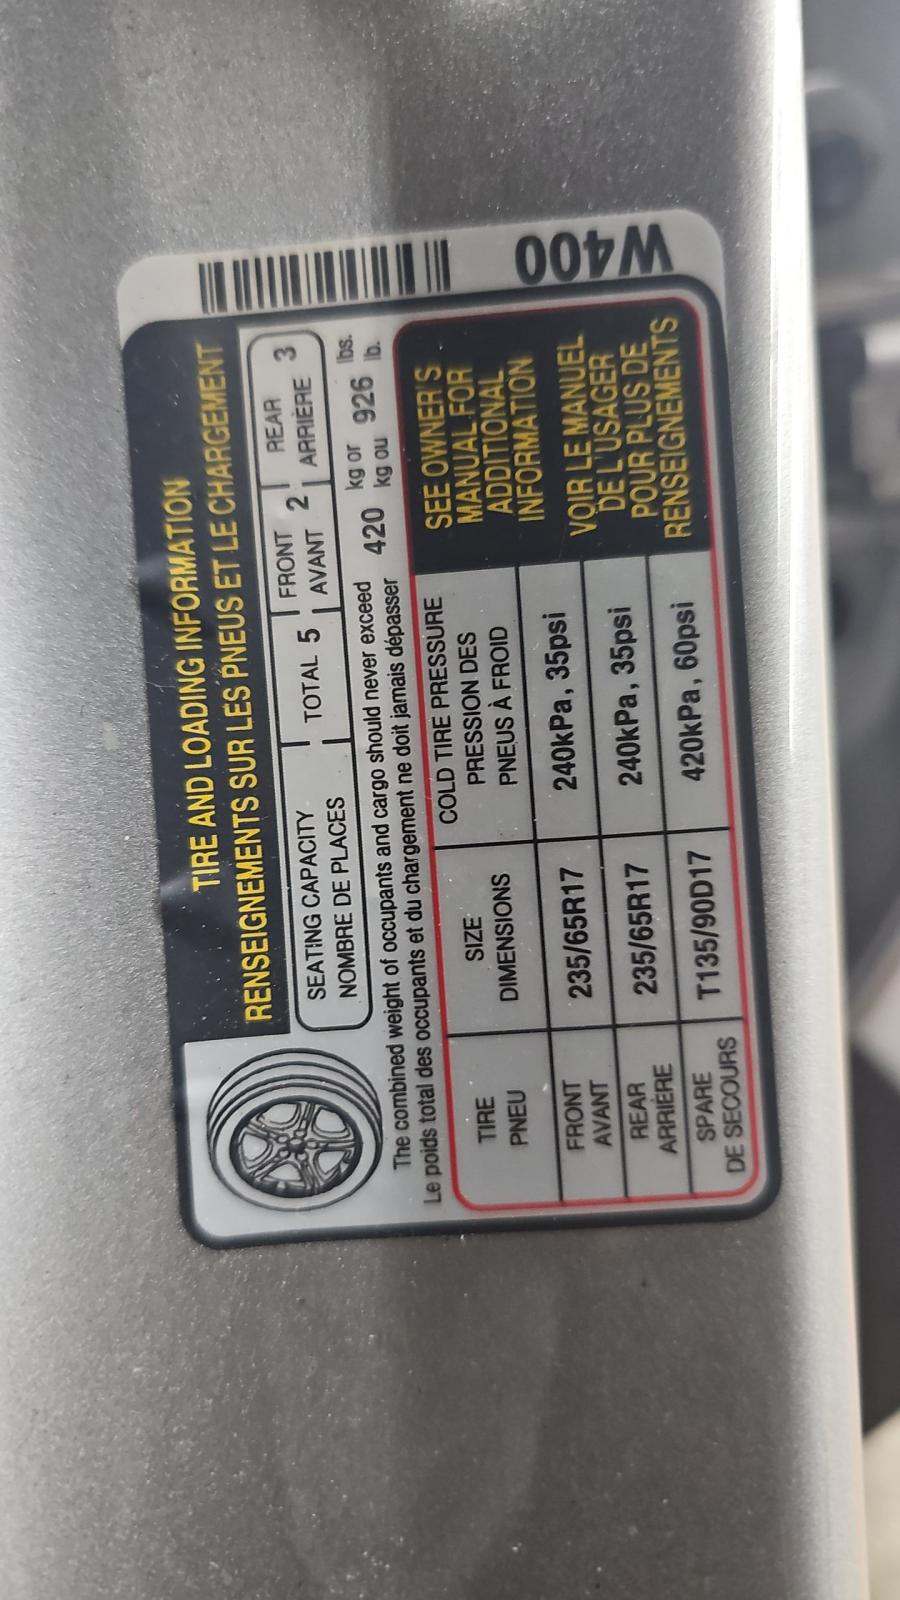 TIRE AND LOADING INFORMATION
RENSEIGNEMENTS SUR LES PNEUS ET LE CHARGEMENT
SEATING CAPACITY
NOMBRE DE PLACES
TOTAL 5
FRONT
AVANT 2
REAR
ARRIÈRE 3
The combined weight of occupants and cargo should never exceed 420 kg or 926 lbs.
Le poids total des occupants et du chargement ne doit jamais dépasser kg ou lb.
TIRE
PNEU
SIZE
DIMENSIONS
COLD TIRE PRESSURE
PRESSION DES
PNEUS À FROID
FRONT
AVANT
235/65R17
240kPa, 35psi
REAR
ARRIÈRE
235/65R17
240kPa, 35psi
SPARE
DE SECOURS
T135/90D17
420kPa, 60psi
SEE OWNER'S
MANUAL FOR
ADDITIONAL
INFORMATION
VOIR LE MANUEL
DE L'USAGER
POUR PLUS DE
RENSEIGNEMENTS
W400